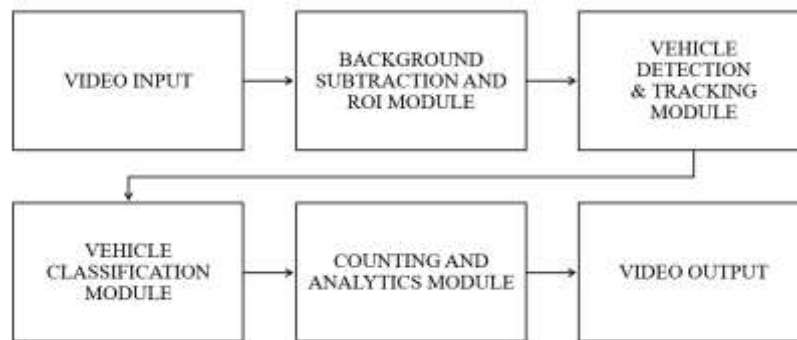 VIDEO INPUT
BACKGROUND
SUBTRACTION AND
ROI MODULE
VEHICLE
DETECTION
& TRACKING
MODULE
VEHICLE
CLASSIFICATION
MODULE
COUNTING AND
ANALYTICS MODULE
VIDEO OUTPUT